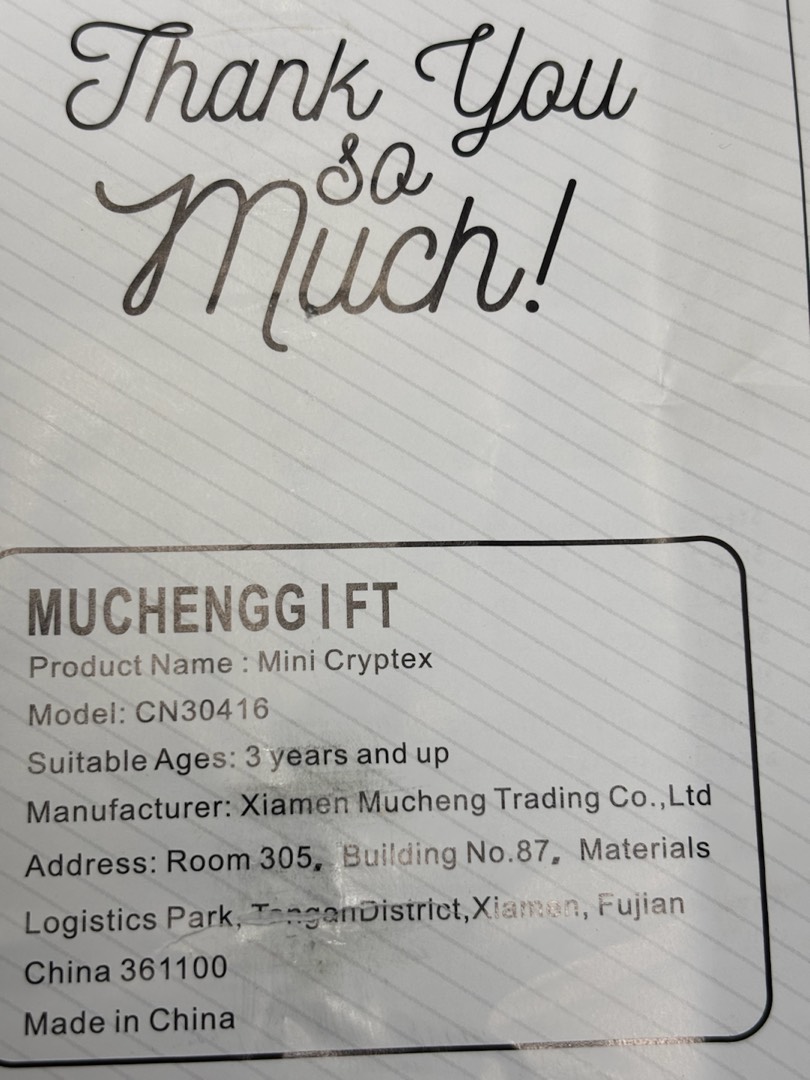 Thank You
so
Much!
MUCHENGGIFT
Product Name : Mini Cryptex
Model: CN30416
Suitable Ages: 3 years and up
Manufacturer: Xiamen Mucheng Trading Co.,Ltd
Address: Room 305, Building No.87, Materials
Logistics Park, TonganDistrict,Xiamen, Fujian
China 361100
Made in China